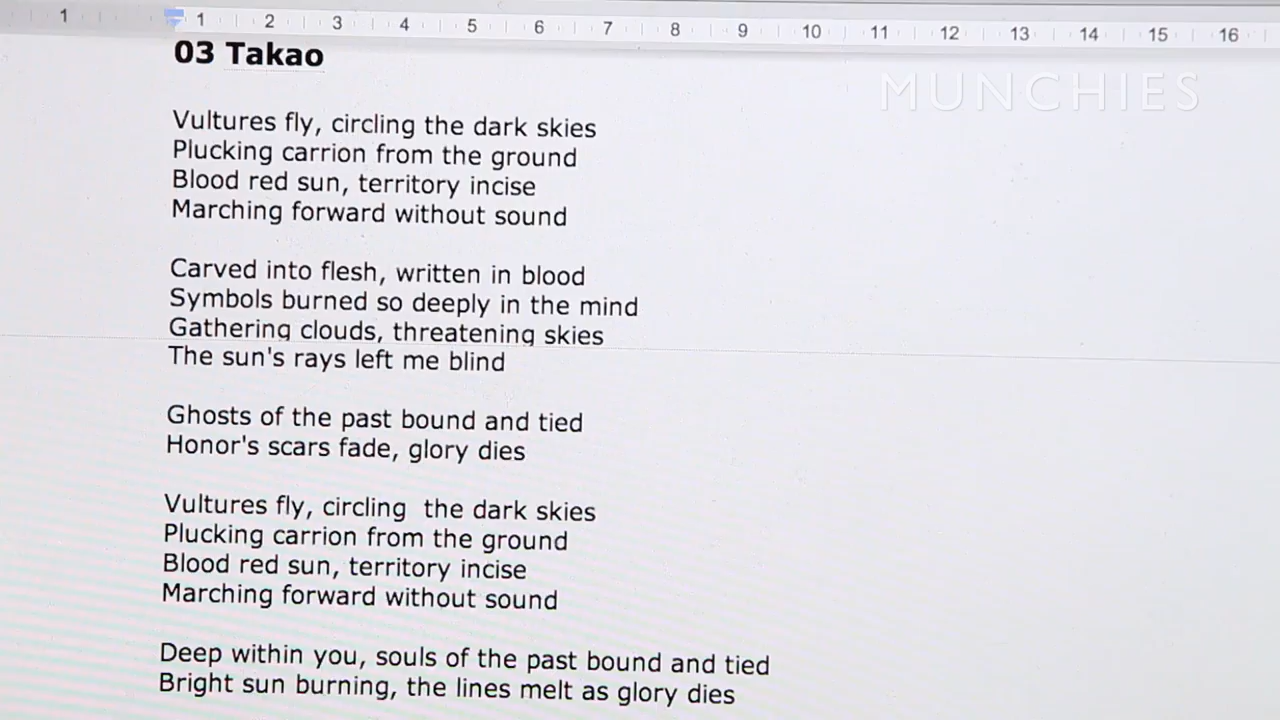 1 1 2 3 4 5 6 7 8 9 10 11 12 13 14 15 16
03 Takao
MUNCHIES
Vultures fly, circling the dark skies
Plucking carrion from the ground
Blood red sun, territory incise
Marching forward without sound
Carved into flesh, written in blood
Symbols burned so deeply in the mind
Gathering clouds, threatening skies
The sun's rays left me blind
Ghosts of the past bound and tied
Honor's scars fade, glory dies
Vultures fly, circling  the dark skies
Plucking carrion from the ground
Blood red sun, territory incise
Marching forward without sound
Deep within you, souls of the past bound and tied
Bright sun burning, the lines melt as glory dies